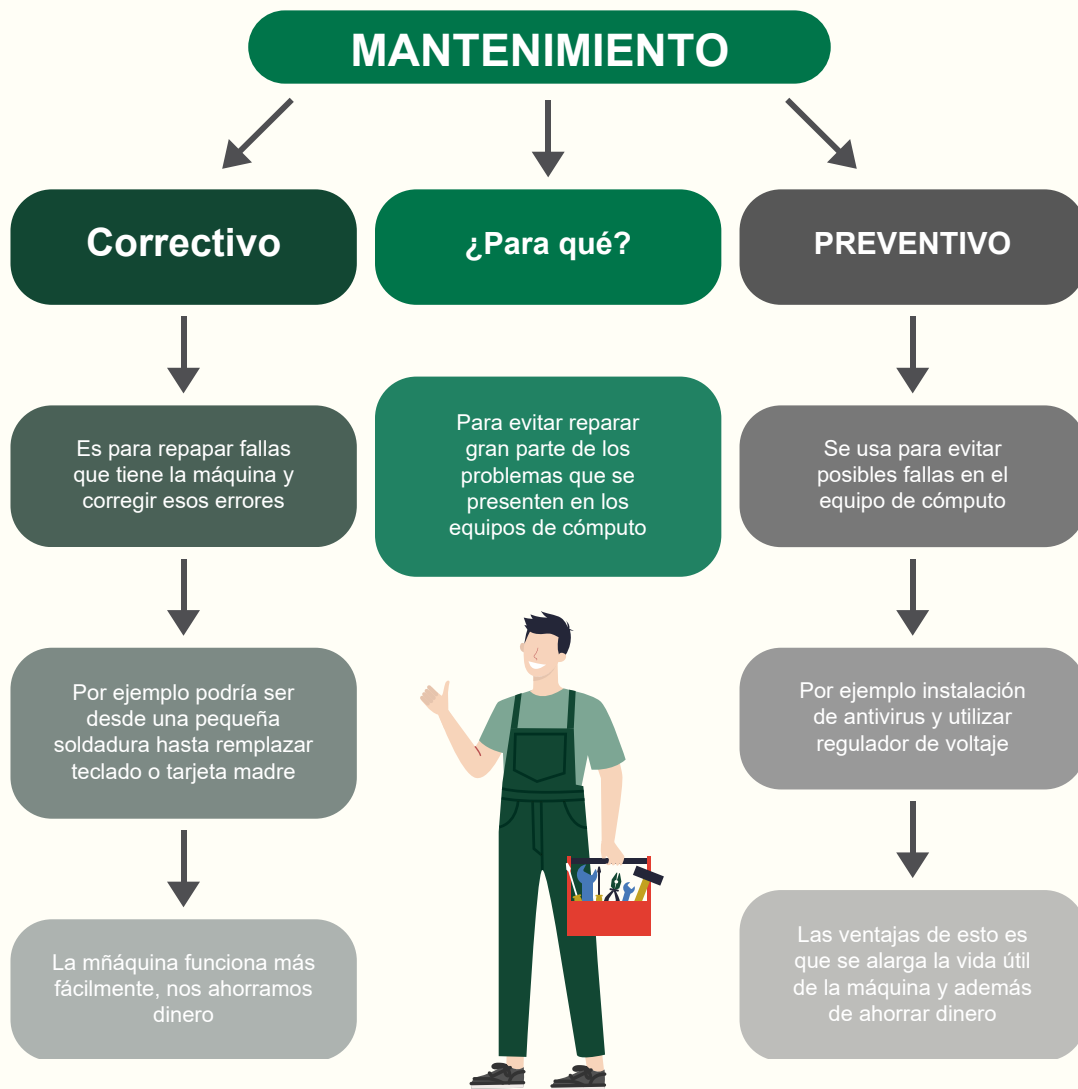 MANTENIMIENTO
Correctivo
¿Para qué?
PREVENTIVO
Es para repapar fallas
que tiene la máquina y
corregir esos errores
Para evitar reparar
gran parte de los
problemas que se
presenten en los
equipos de cómputo
Se usa para evitar
posibles fallas en el
equipo de cómputo
Por ejemplo podría ser
desde una pequeña
soldadura hasta remplazar
teclado o tarjeta madre
Por ejemplo instalación
de antivirus y utilizar
regulador de voltaje
La mñáquina funciona más
fácilmente, nos ahorramos
dinero
Las ventajas de esto es
que se alarga la vida útil
de la máquina y además
de ahorrar dinero